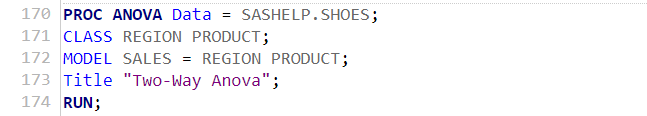 170 PROC ANOVA Data = SASHELP.SHOES;
171 CLASS REGION PRODUCT;
172 MODEL SALES = REGION PRODUCT;
173 Title "Two-Way Anova";
174 RUN;